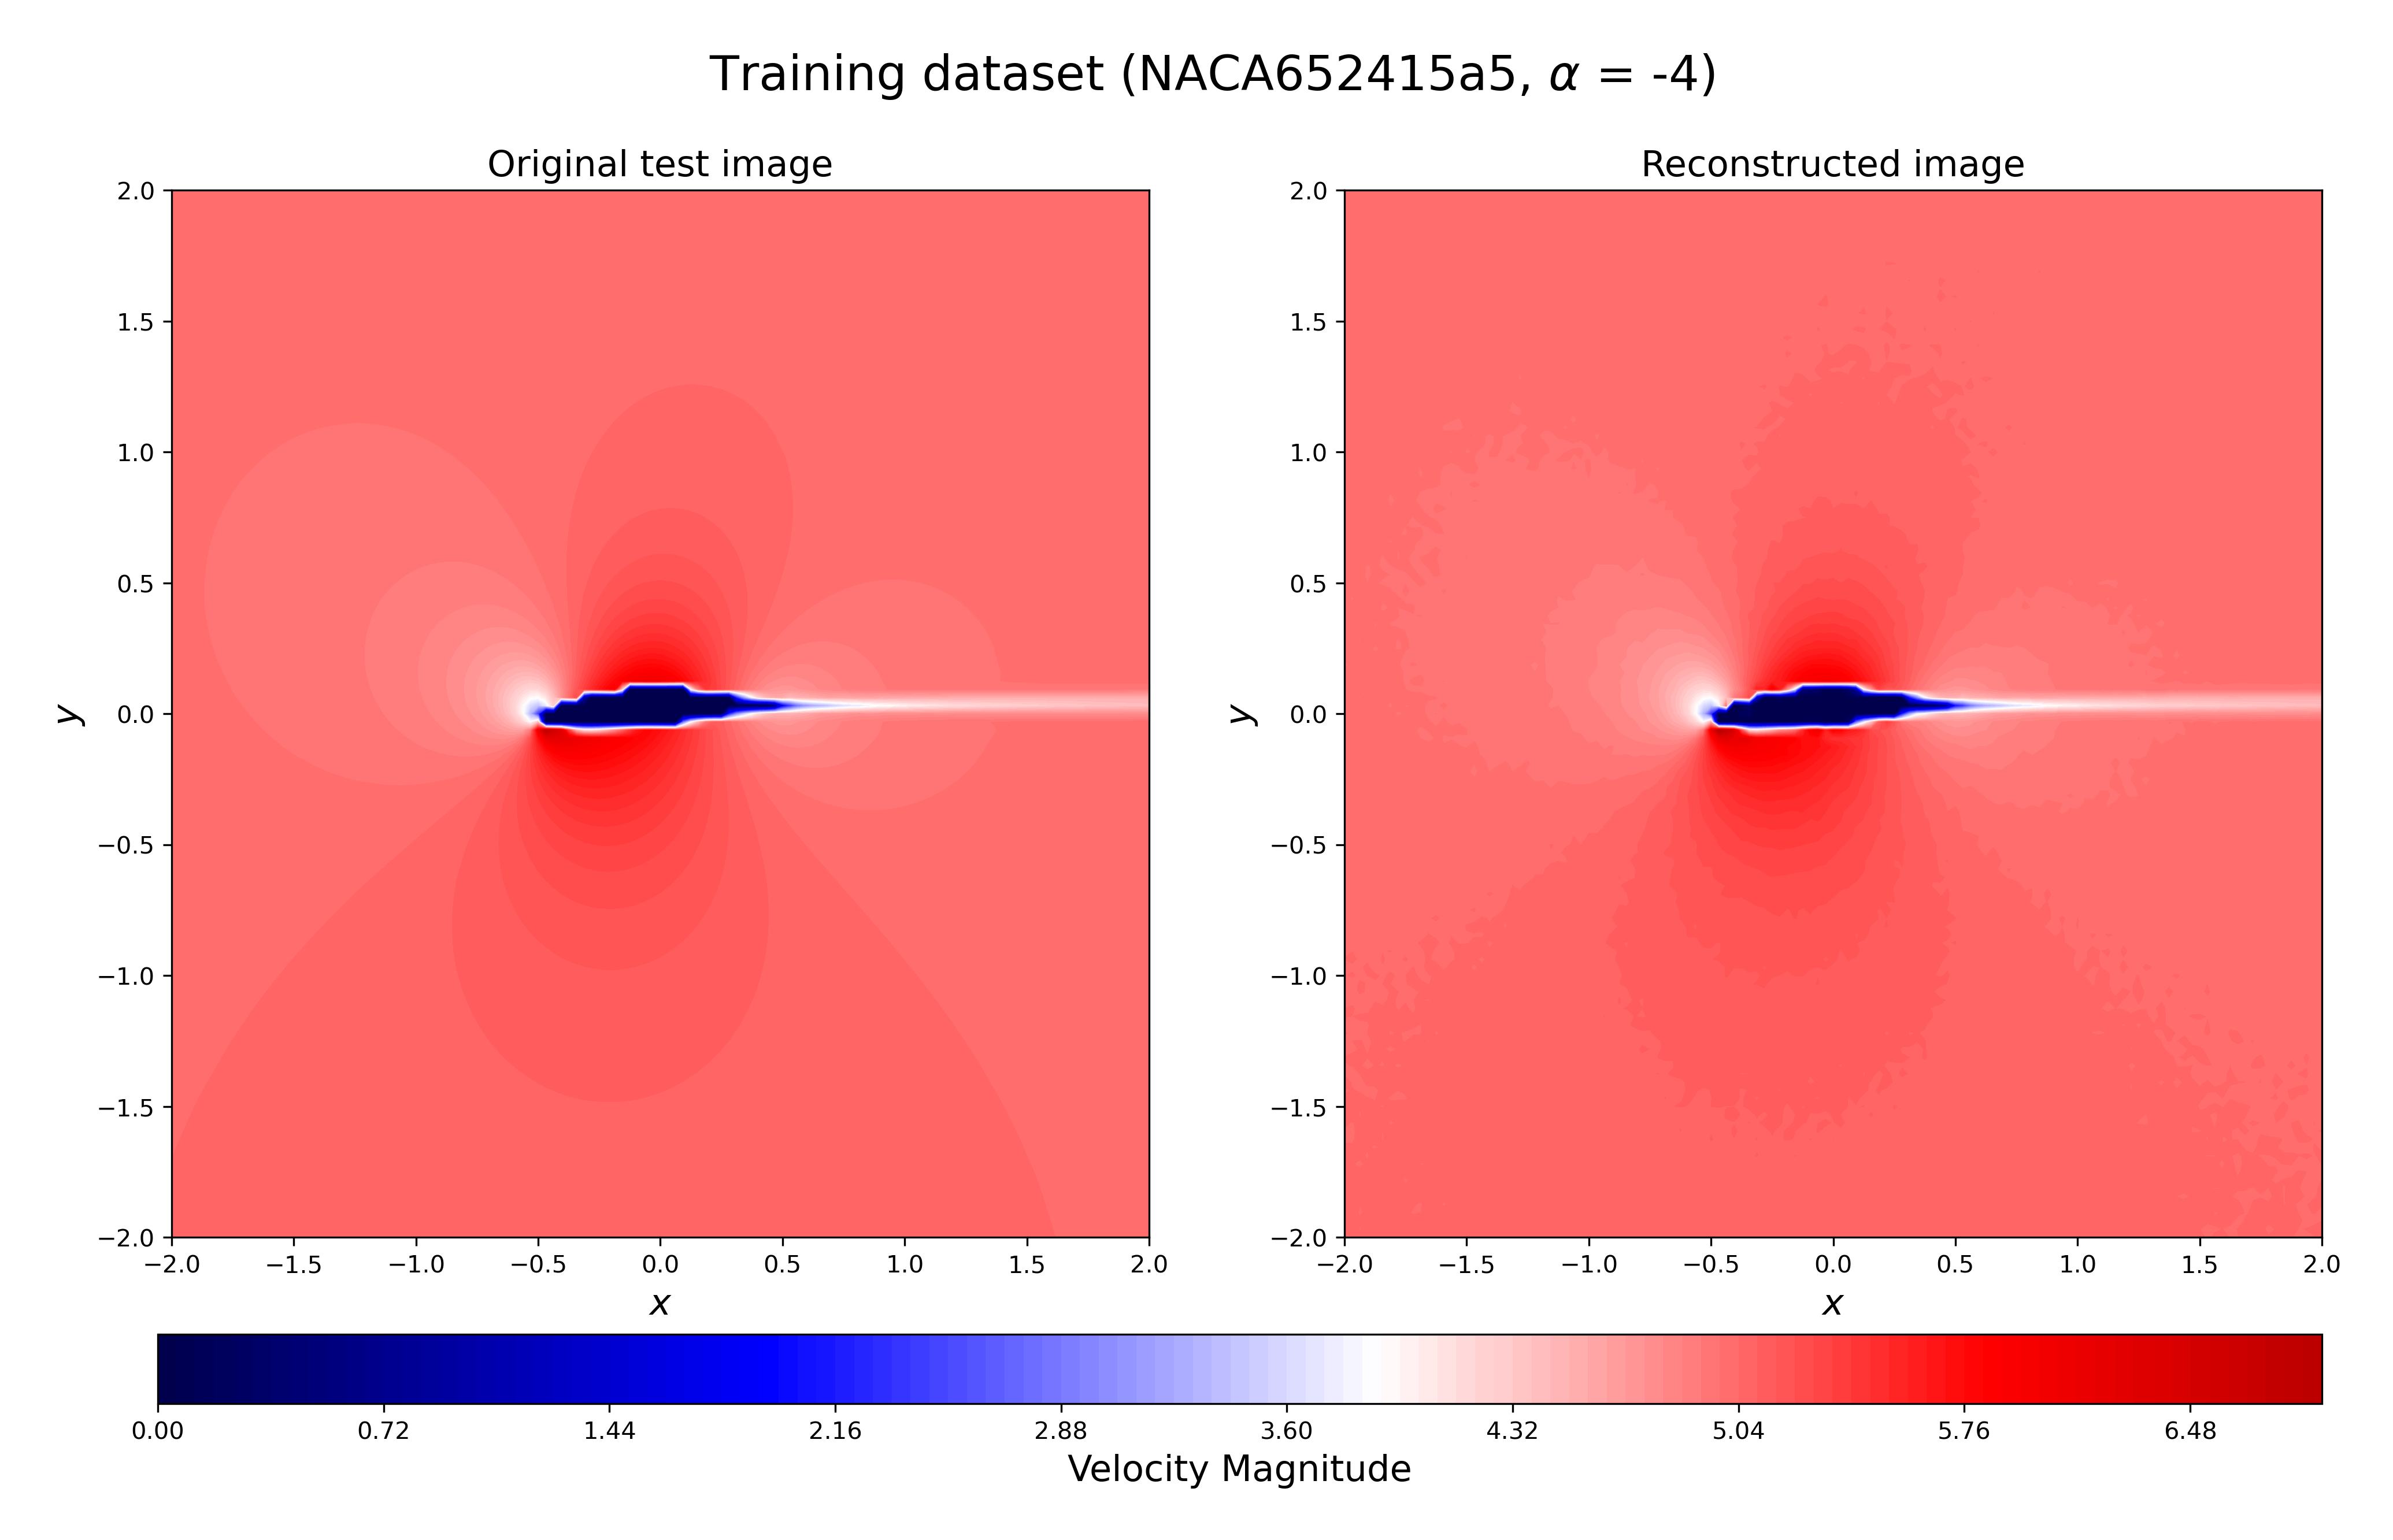 Training dataset (NACA652415a5, α = -4)
Original test image
Reconstructed image
2.0
1.5
1.0
0.5
0.0
−0.5
−1.0
−1.5
−2.0
y
−2.0 −1.5 −1.0 −0.5 0.0 0.5 1.0 1.5 2.0
x
2.0
1.5
1.0
0.5
0.0
−0.5
−1.0
−1.5
−2.0
y
−2.0 −1.5 −1.0 −0.5 0.0 0.5 1.0 1.5 2.0
x
0.00 0.72 1.44 2.16 2.88 3.60 4.32 5.04 5.76 6.48
Velocity Magnitude